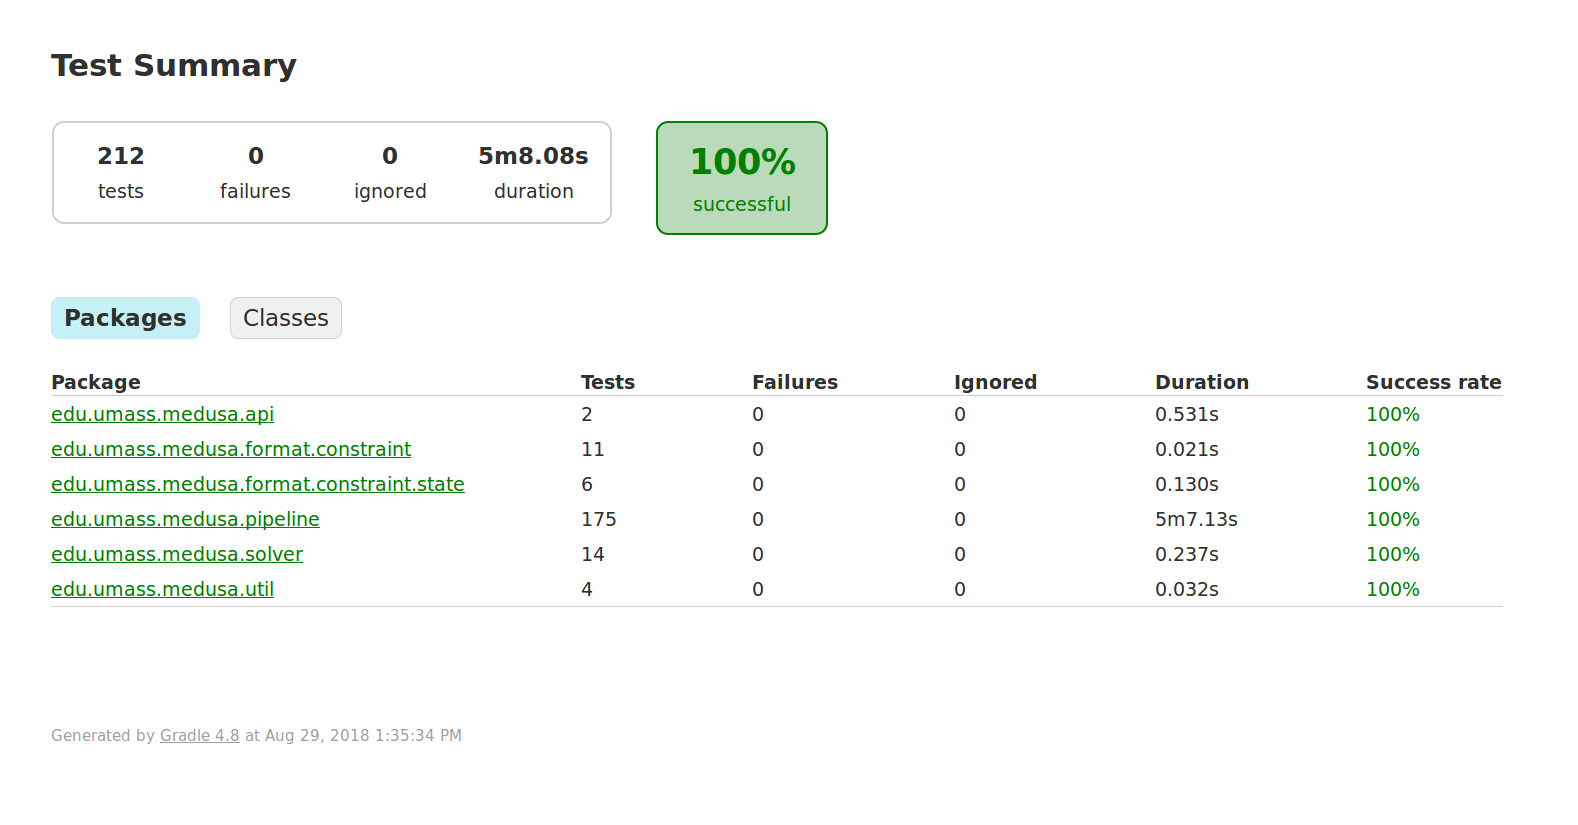 Test Summary
212 0 0 5m8.08s
tests failures ignored duration
100%
successful
Packages Classes
Package Tests Failures Ignored Duration Success rate
edu.umass.medusa.api 2 0 0 0.531s 100%
edu.umass.medusa.format.constraint 11 0 0 0.021s 100%
edu.umass.medusa.format.constraint.state 6 0 0 0.130s 100%
edu.umass.medusa.pipeline 175 0 0 5m7.13s 100%
edu.umass.medusa.solver 14 0 0 0.237s 100%
edu.umass.medusa.util 4 0 0 0.032s 100%
Generated by Gradle 4.8 at Aug 29, 2018 1:35:34 PM